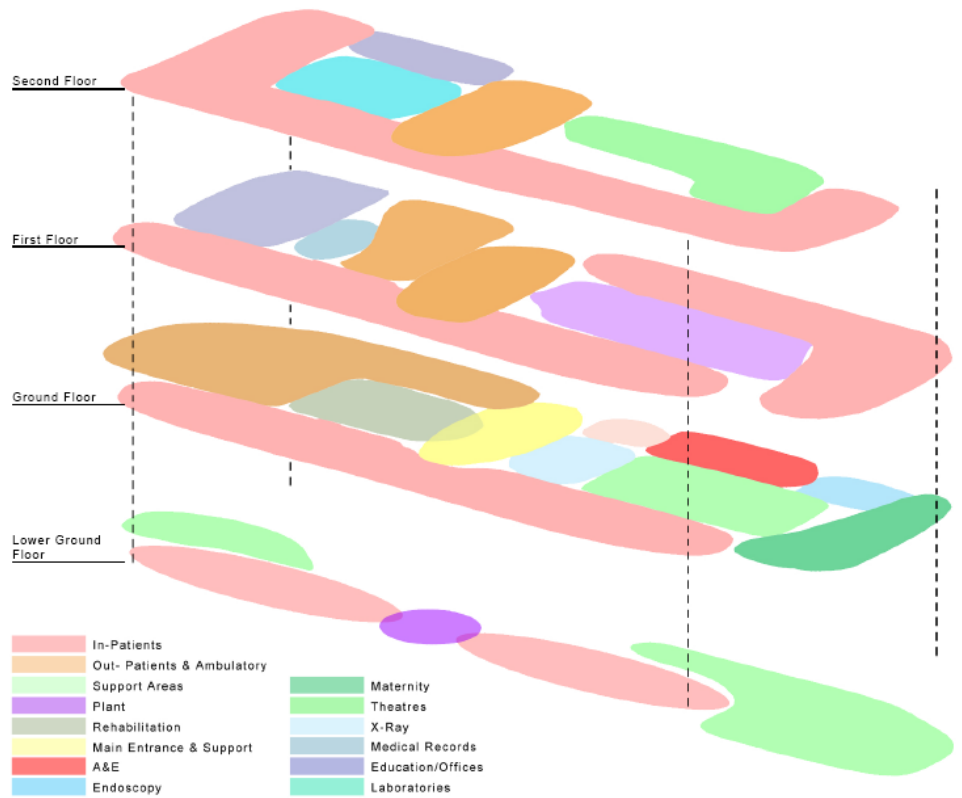 Second Floor
First Floor
Ground Floor
Lower Ground
Floor
In-Patients
Out- Patients & Ambulatory
Support Areas
Plant
Rehabilitation
Main Entrance & Support
A&E
Endoscopy
Maternity
Theatres
X-Ray
Medical Records
Education/Offices
Laboratories